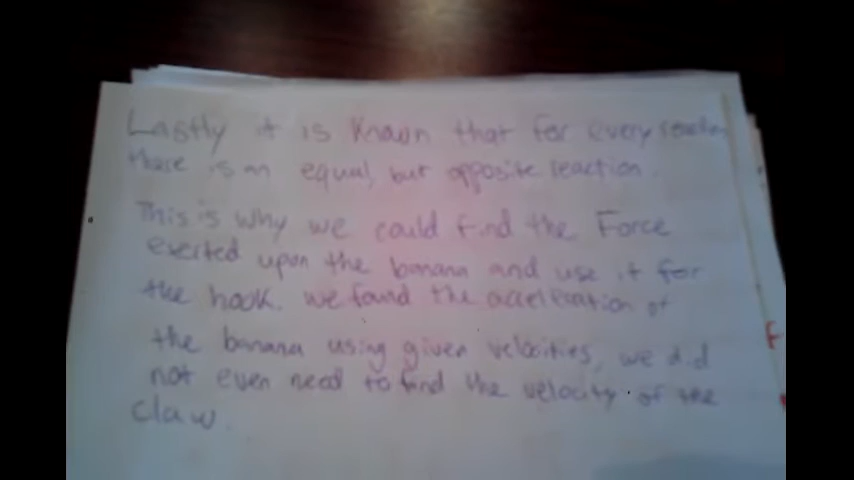 Lastly it is known that for every reaction
there is an equal, but opposite reaction.
This is why we could find the Force
exerted upon the banana and use it for
the hook. we found the acceleration of
the banana using given velocities, we did
not even need to find the velocity of the
claw.
F